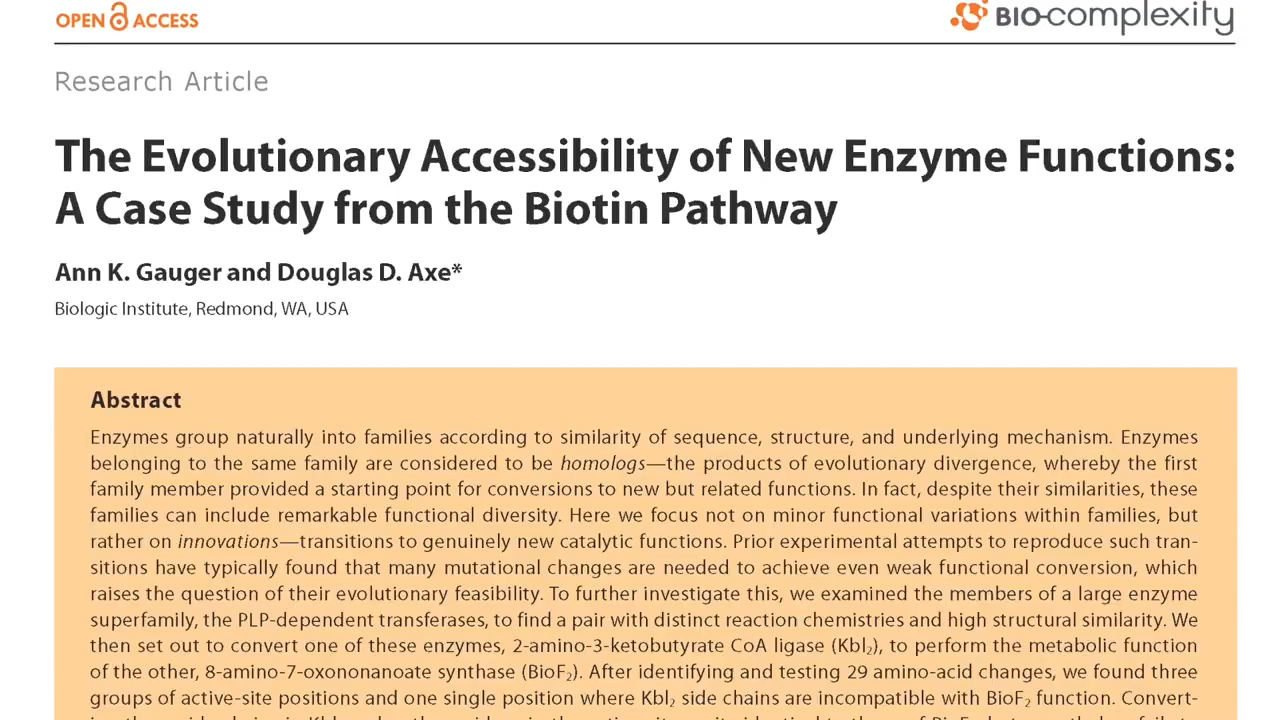 OPEN ACCESS
BIO-complexity
Research Article
The Evolutionary Accessibility of New Enzyme Functions:
A Case Study from the Biotin Pathway
Ann K. Gauger and Douglas D. Axe*
Biologic Institute, Redmond, WA, USA
Abstract
Enzymes group naturally into families according to similarity of sequence, structure, and underlying mechanism. Enzymes
belonging to the same family are considered to be homologs—the products of evolutionary divergence, whereby the first
family member provided a starting point for conversions to new but related functions. In fact, despite their similarities, these
families can include remarkable functional diversity. Here we focus not on minor functional variations within families, but
rather on innovations—transitions to genuinely new catalytic functions. Prior experimental attempts to reproduce such tran-
sitions have typically found that many mutational changes are needed to achieve even weak functional conversion, which
raises the question of their evolutionary feasibility. To further investigate this, we examined the members of a large enzyme
superfamily, the PLP-dependent transferases, to find a pair with distinct reaction chemistries and high structural similarity. We
then set out to convert one of these enzymes, 2-amino-3-ketobutyrate CoA ligase (Kbl₂), to perform the metabolic function
of the other, 8-amino-7-oxononanoate synthase (BioF₂). After identifying and testing 29 amino-acid changes, we found three
groups of active-site positions and one single position where Kbl₂ side chains are incompatible with BioF₂ function. Convert-